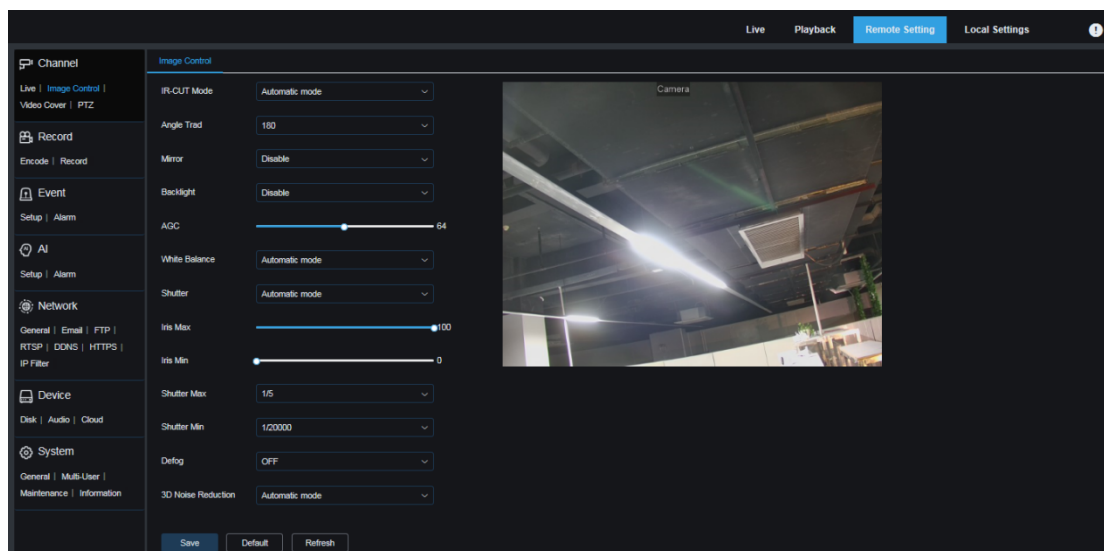 Live Playback Remote Setting Local Settings
Channel
Live | Image Control |
Video Cover | PTZ
Record
Encode | Record
Event
Setup | Alarm
AI
Setup | Alarm
Network
General | Email | FTP |
RTSP | DDNS | HTTPS |
IP Filter
Device
Disk | Audio | Cloud
System
General | Multi-User |
Maintenance | Information
Image Control
IR-CUT Mode Automatic mode
Angle Trad 180
Mirror Disable
Backlight Disable
AGC 64
White Balance Automatic mode
Shutter Automatic mode
Iris Max 100
Iris Min 0
Shutter Max 1/5
Shutter Min 1/20000
Defog OFF
3D Noise Reduction Automatic mode
Save Default Refresh
Camera